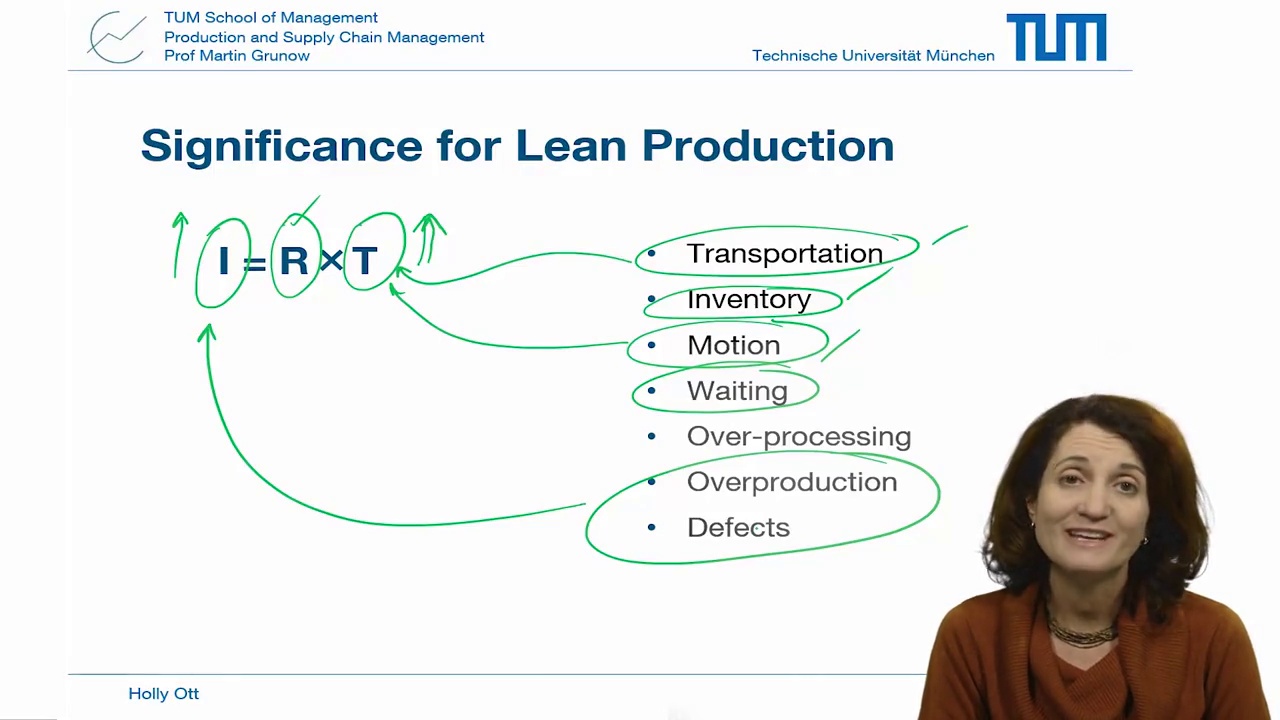 TUM School of Management
Production and Supply Chain Management
Prof Martin Grunow
Technische Universität München
TUM
Significance for Lean Production
I = R × T
• Transportation
• Inventory
• Motion
• Waiting
• Over-processing
• Overproduction
• Defects
Holly Ott